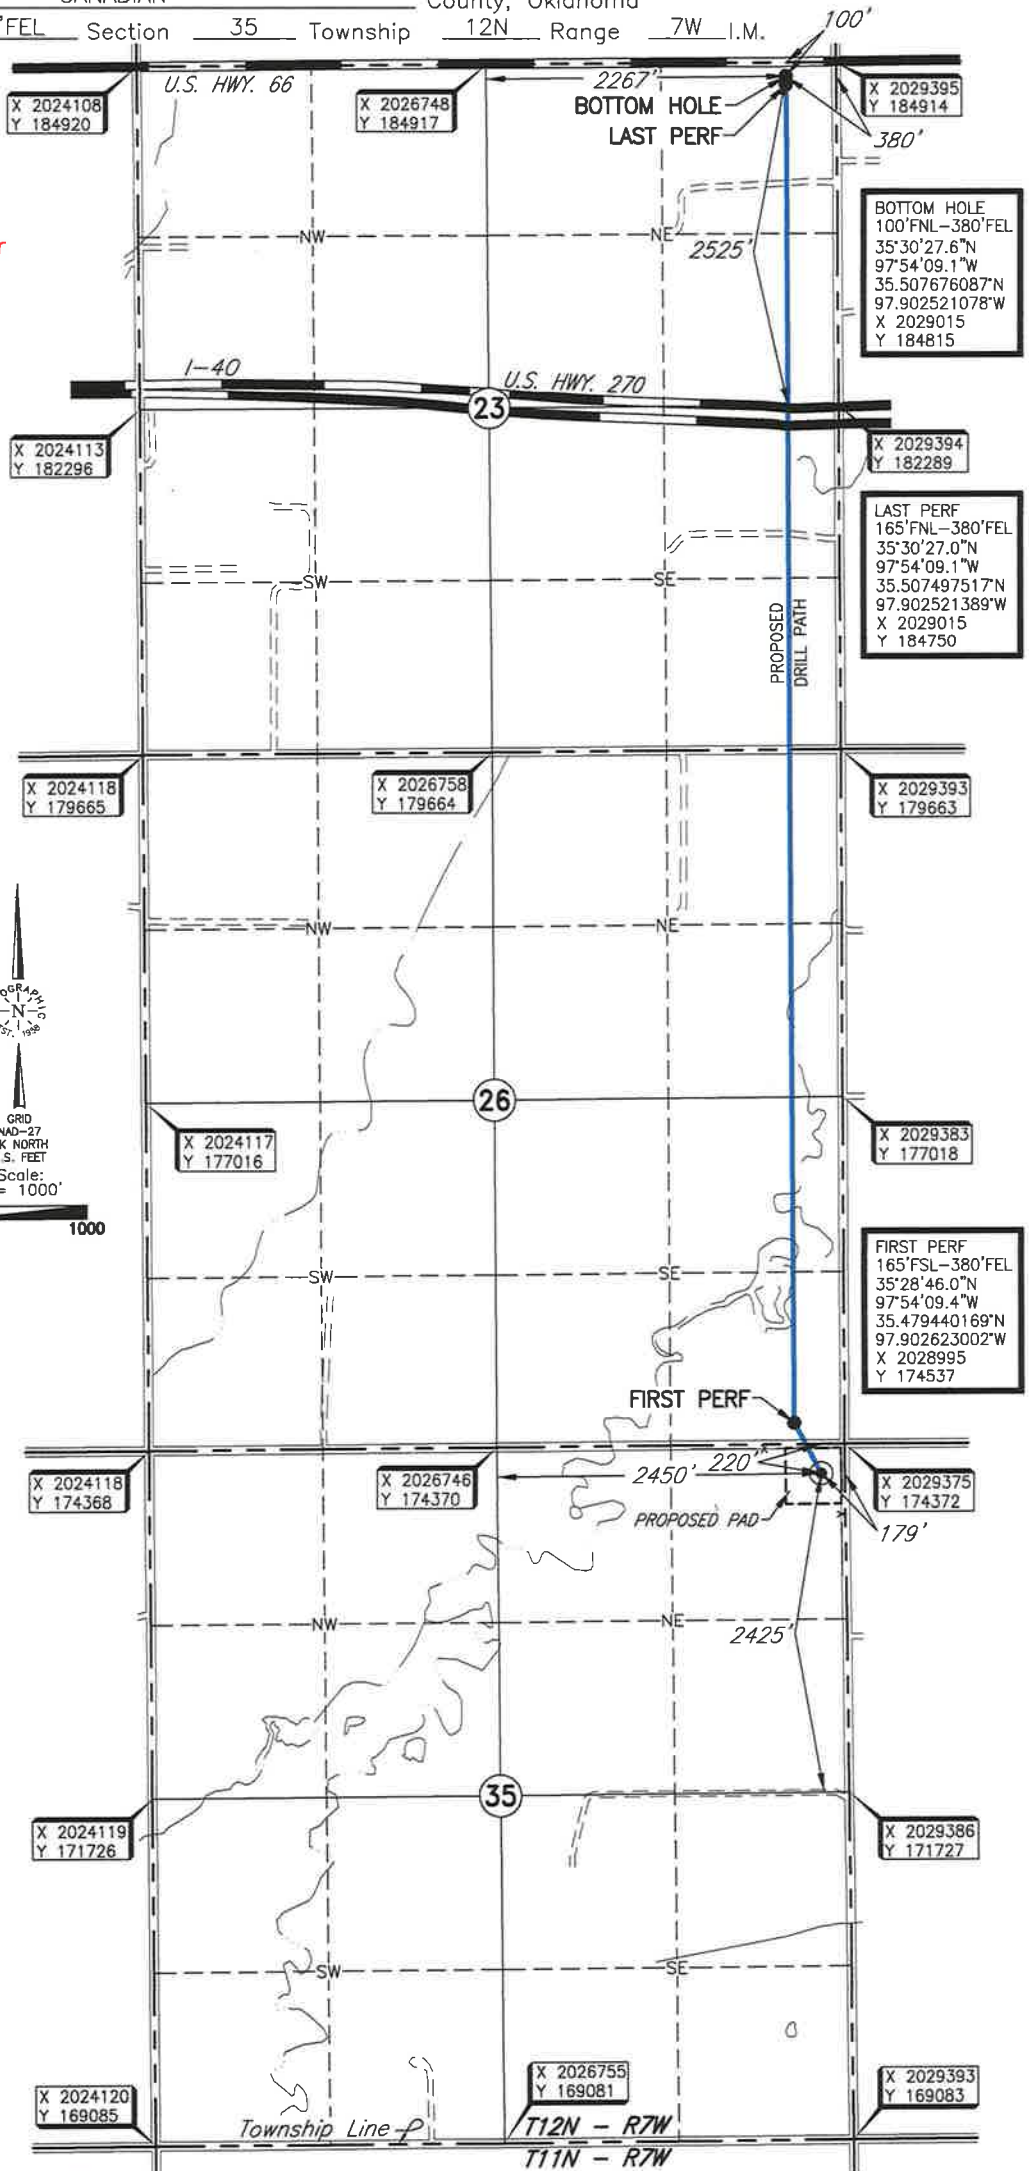 CANADIAN County, Oklahoma
'FEL Section 35 Township 12N Range 7W I.M.
100'
U.S. HWY. 66
2267'
X 2024108
Y 184920
X 2026748
Y 184917
BOTTOM HOLE
LAST PERF
X 2029395
Y 184914
380'
BOTTOM HOLE
100'FNL-380'FEL
35°30'27.6"N
97°54'09.1"W
35.507676087°N
97.902521078°W
X 2029015
Y 184815
NW
NE
2525'
I-40
U.S. HWY. 270
23
X 2024113
Y 182296
X 2029394
Y 182289
LAST PERF
165'FNL-380'FEL
35°30'27.0"N
97°54'09.1"W
35.507497517°N
97.902521389°W
X 2029015
Y 184750
SW
SE
PROPOSED
DRILL PATH
X 2024118
Y 179665
X 2026758
Y 179664
X 2029393
Y 179663
NW
NE
N
GRID
NAD-27
NORTH
FEET
Scale:
= 1000'
1000
26
X 2024117
Y 177016
X 2029383
Y 177018
FIRST PERF
165'FSL-380'FEL
35°28'46.0"N
97°54'09.4"W
35.479440169°N
97.902623002°W
X 2028995
Y 174537
SW
SE
FIRST PERF
X 2024118
Y 174368
X 2026746
Y 174370
2450'
220'
X 2029375
Y 174372
PROPOSED PAD
179'
NW
NE
2425'
35
X 2024119
Y 171726
X 2029386
Y 171727
SW
SE
X 2024120
Y 169085
X 2026755
Y 169081
X 2029393
Y 169083
Township Line
T12N - R7W
T11N - R7W